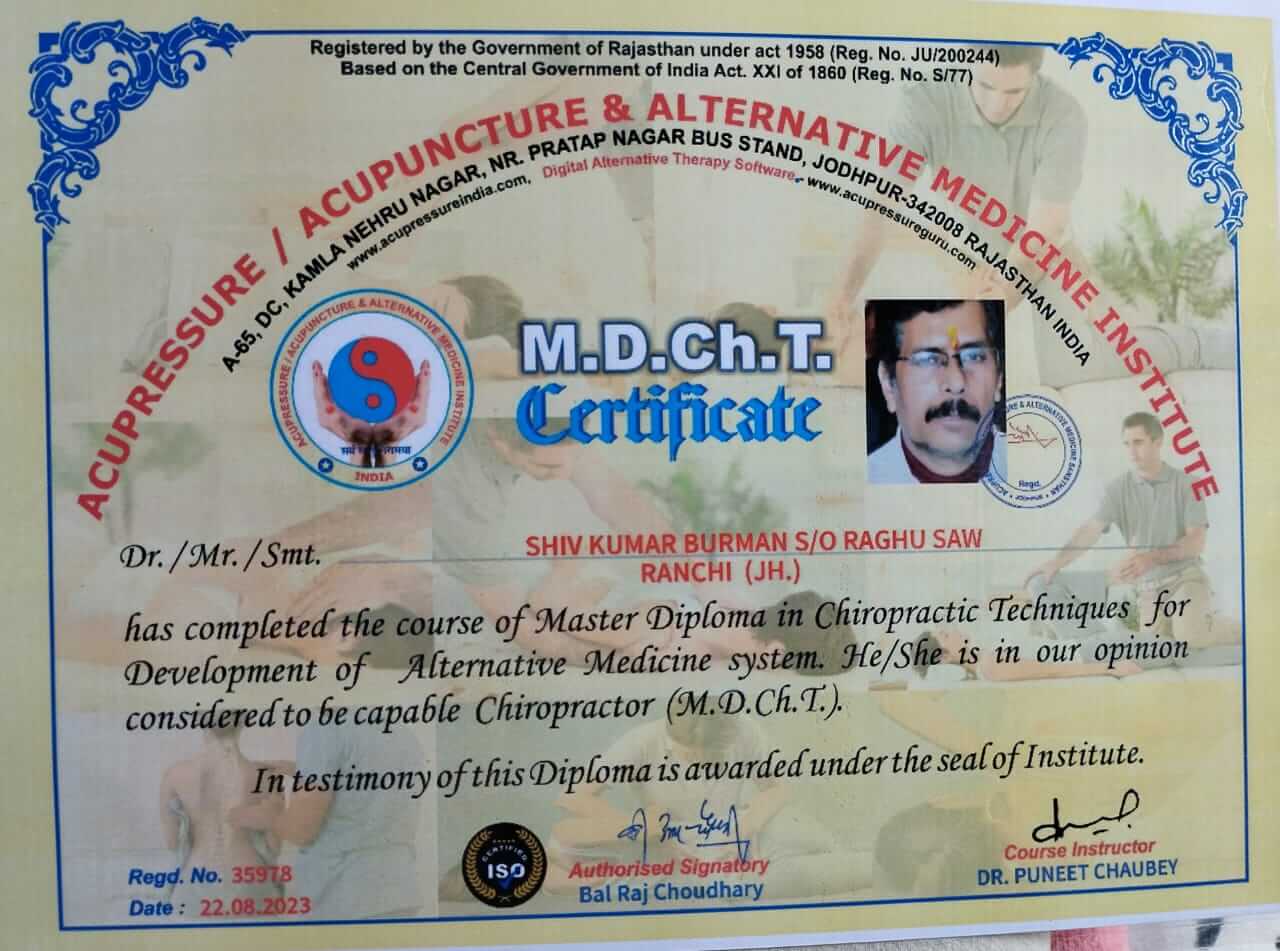 Registered by the Government of Rajasthan under act 1958 (Reg. No. JU/200244)
Based on the Central Government of India Act. XXI of 1860 (Reg. No. S/77)
ACUPRESSURE / ACUPUNCTURE & ALTERNATIVE MEDICINE INSTITUTE
A-65, DC, KAMLA NEHRU NAGAR, NR. PRATAP NAGAR BUS STAND, JODHPUR-342008 RAJASTHAN INDIA
www.acupressureindia.com, Digital Alternative Therapy Software, www.acupressureguru.com
ACUPRESSURE / ACUPUNCTURE & ALTERNATIVE MEDICINE INSTITUTE
INDIA
M.D.Ch.T.
Certificate
RE & ALTERNATIVE MEDICINE SANSTHAN
Regd.
Dr./Mr./Smt. SHIV KUMAR BURMAN S/O RAGHU SAW
RANCHI (JH.)
has completed the course of Master Diploma in Chiropractic Techniques for
Development of Alternative Medicine system. He/She is in our opinion
considered to be capable Chiropractor (M.D.Ch.T.).
In testimony of this Diploma is awarded under the seal of Institute.
Regd. No. 35978
Date : 22.08.2023
CERTIFIED
ISO
Authorised Signatory
Bal Raj Choudhary
Course Instructor
DR. PUNEET CHAUBEY